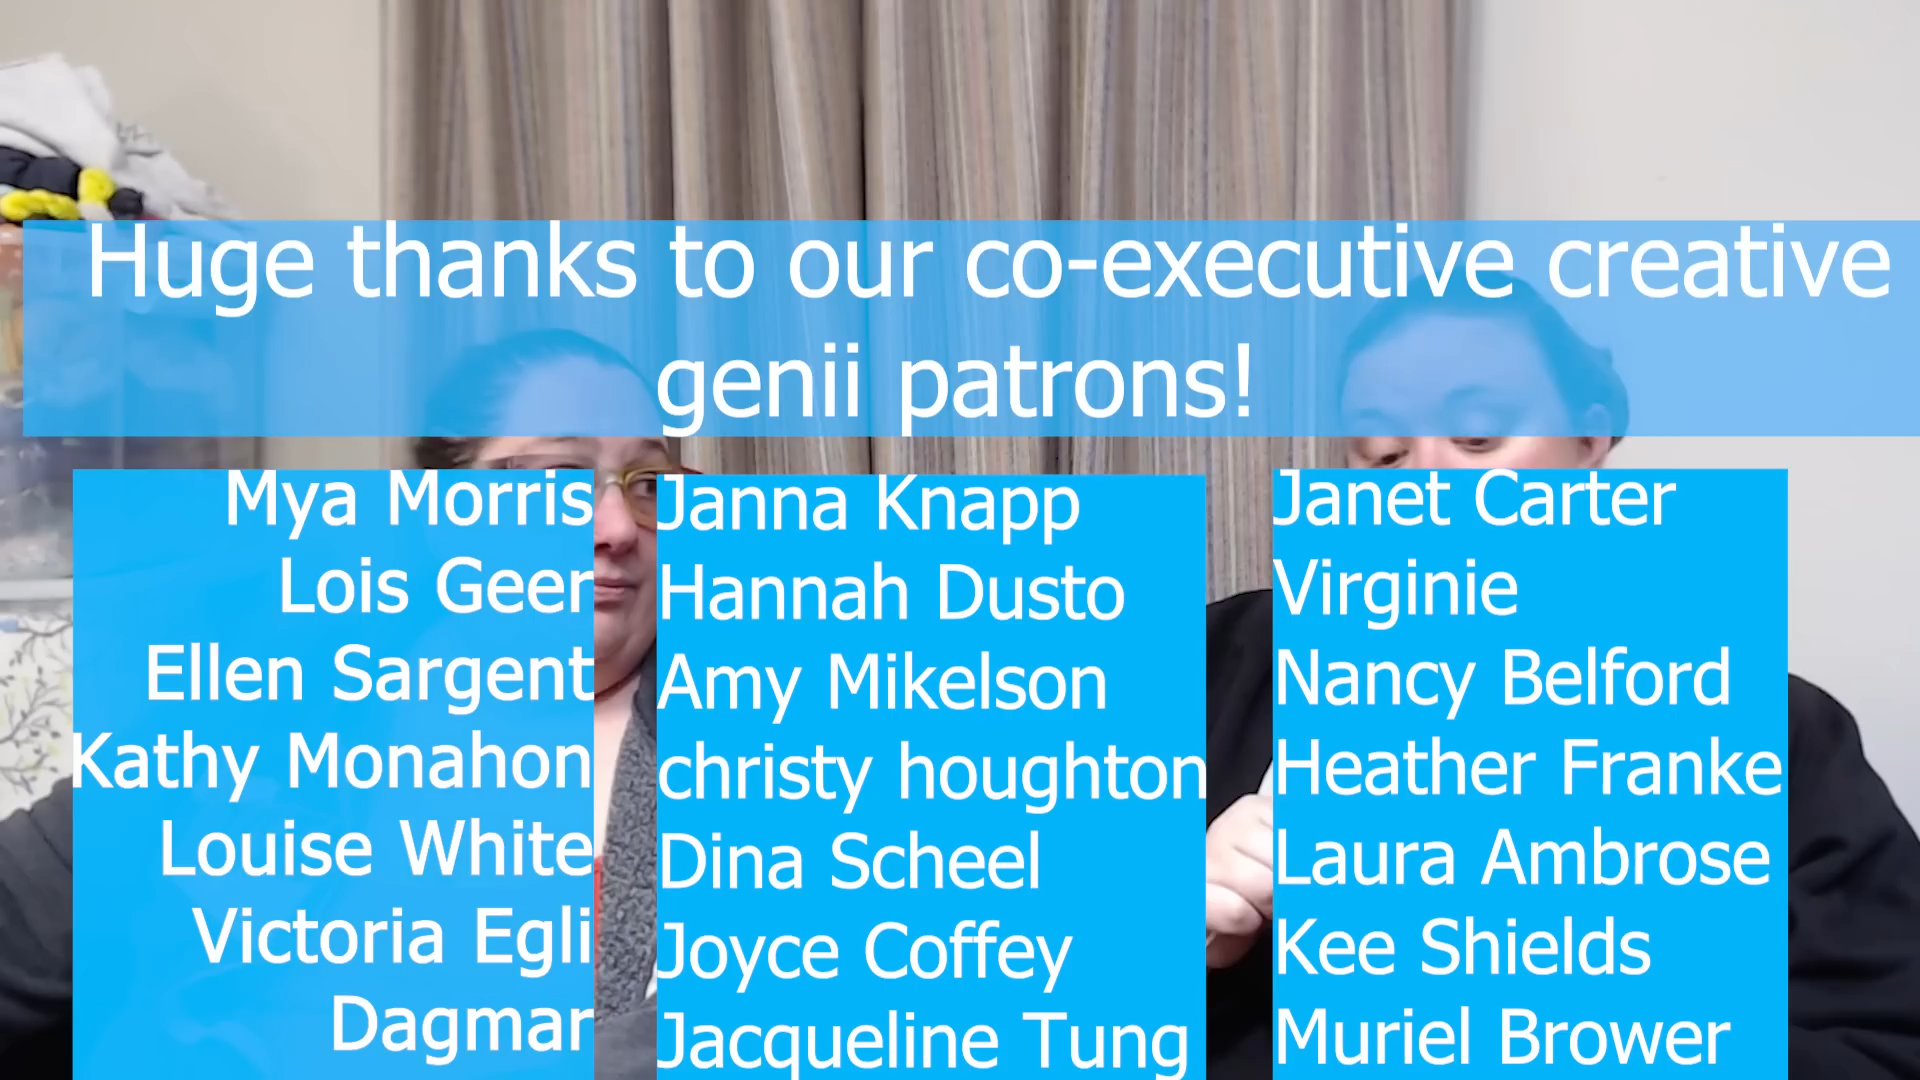 Huge thanks to our co-executive creative
genii patrons!
Mya Morris
Lois Geer
Ellen Sargent
Kathy Monahon
Louise White
Victoria Egli
Dagmar
Janna Knapp
Hannah Dusto
Amy Mikelson
christy houghton
Dina Scheel
Joyce Coffey
Jacqueline Tung
Janet Carter
Virginie
Nancy Belford
Heather Franke
Laura Ambrose
Kee Shields
Muriel Brower